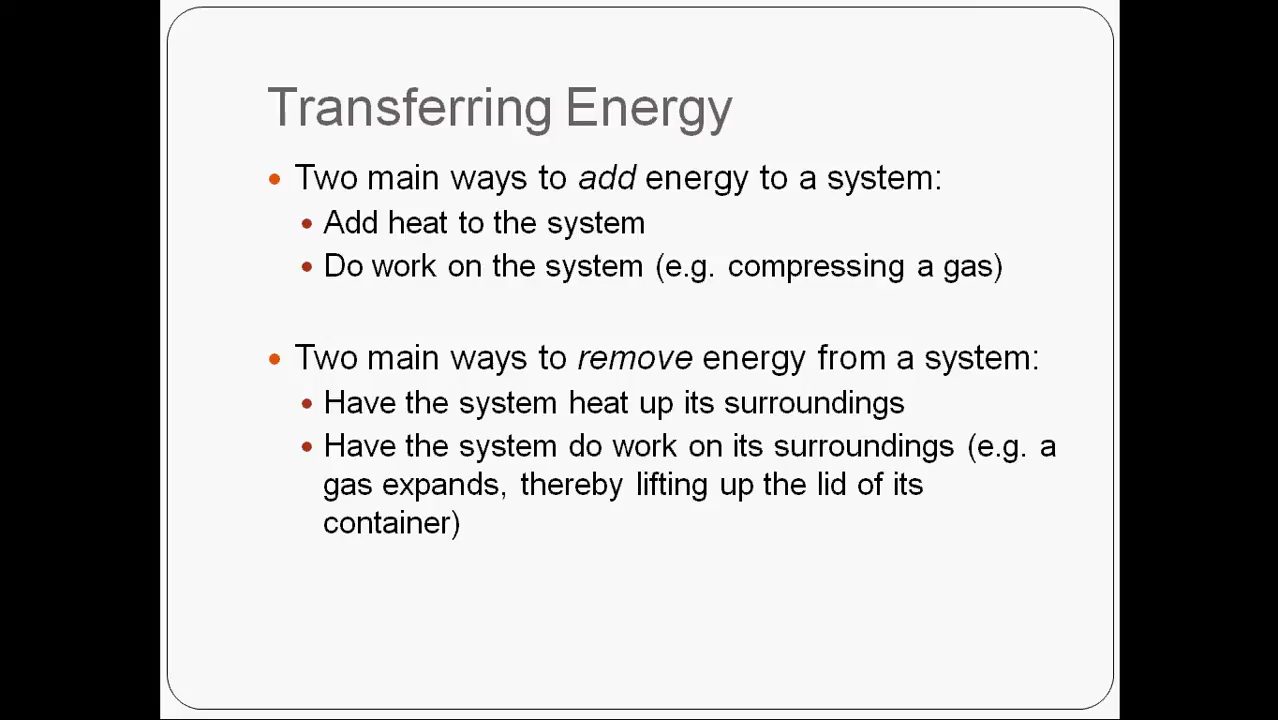 Transferring Energy
• Two main ways to add energy to a system:
• Add heat to the system
• Do work on the system (e.g. compressing a gas)
• Two main ways to remove energy from a system:
• Have the system heat up its surroundings
• Have the system do work on its surroundings (e.g. a
gas expands, thereby lifting up the lid of its
container)